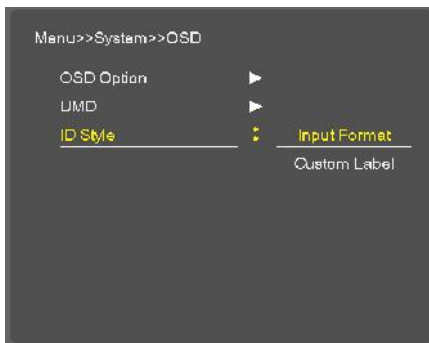 Menu>>System>>OSD
OSD Option ▶
UMD ▶
ID Style : Input Format
Custom Label